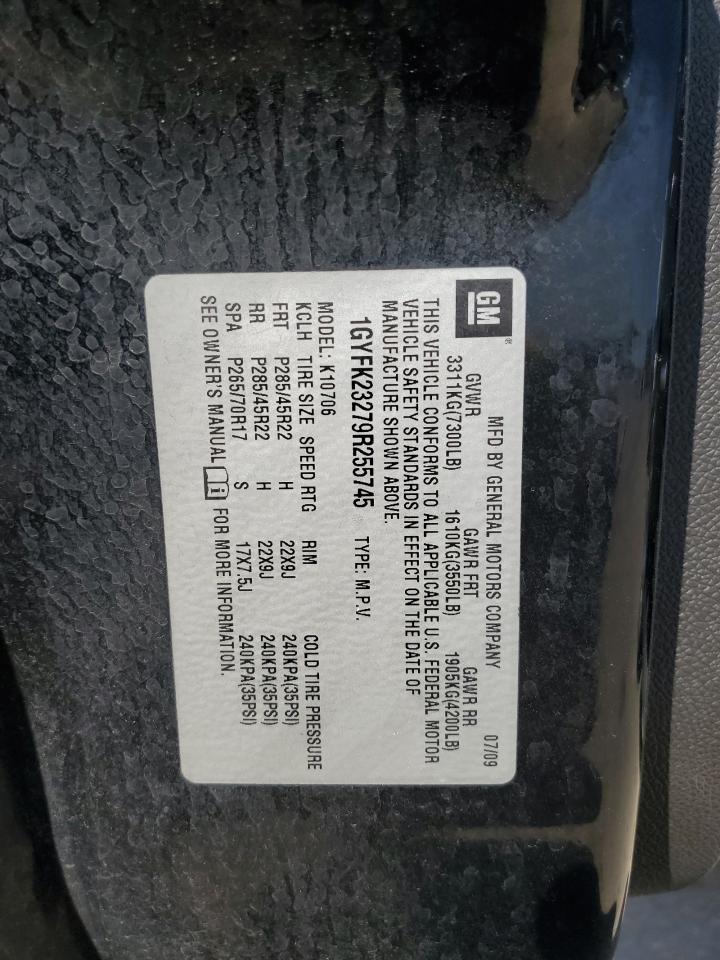 GM®
MFD BY GENERAL MOTORS COMPANY 07/09
GVWR GAWR FRT GAWR RR
3311KG(7300LB) 1610KG(3550LB) 1905KG(4200LB)
THIS VEHICLE CONFORMS TO ALL APPLICABLE U.S. FEDERAL MOTOR
VEHICLE SAFETY STANDARDS IN EFFECT ON THE DATE OF
MANUFACTURE SHOWN ABOVE.
1GYFK23279R255745 TYPE: M.P.V.
MODEL: K10706
KCLH TIRE SIZE SPEED RTG RIM COLD TIRE PRESSURE
FRT P285/45R22 H 22X9J 240KPA(35PSI)
RR P285/45R22 H 22X9J 240KPA(35PSI)
SPA P265/70R17 S 17X7.5J 240KPA(35PSI)
SEE OWNER'S MANUAL FOR MORE INFORMATION.